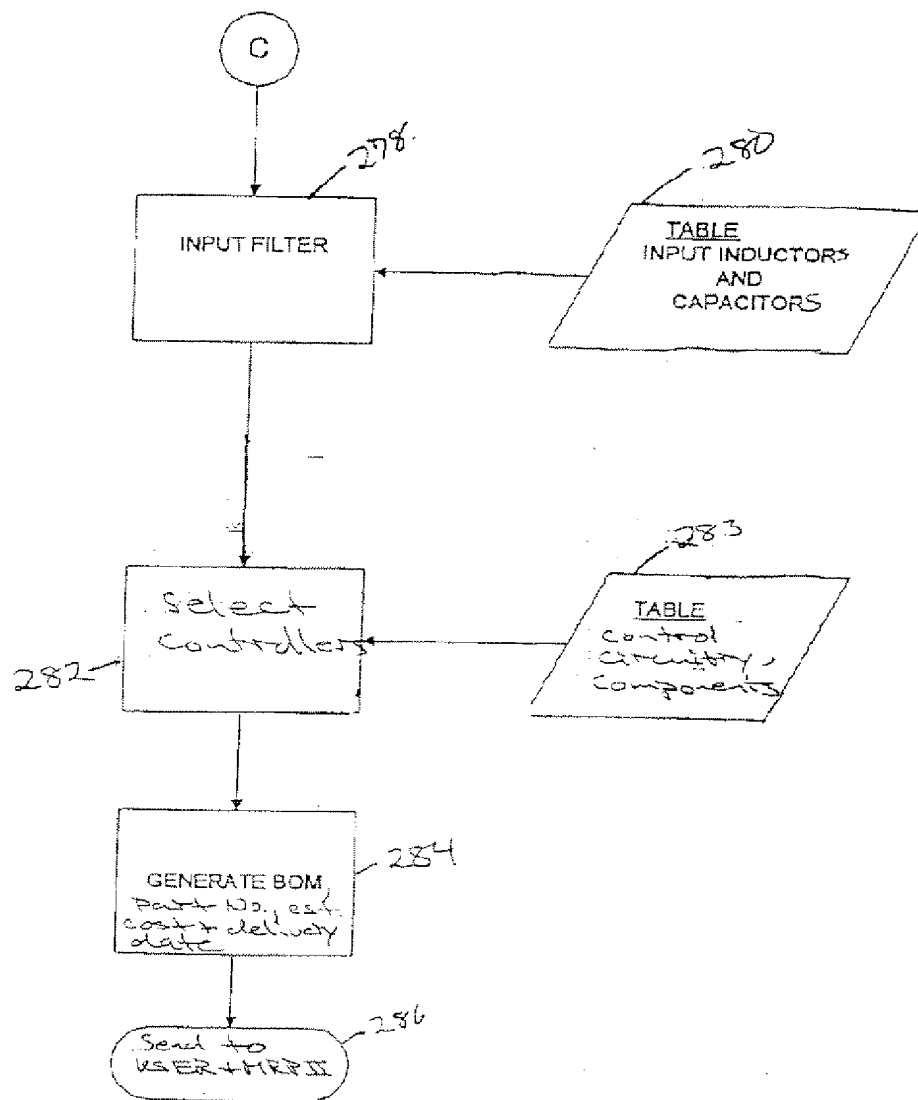 C
278
INPUT FILTER
280
TABLE
INPUT INDUCTORS
AND
CAPACITORS
283
Select
Controllers
282
TABLE
Control
Circuitry,
Components
284
GENERATE BOM,
Part No., est.
cost + delivery
date
286
Send to
USER + MRP II